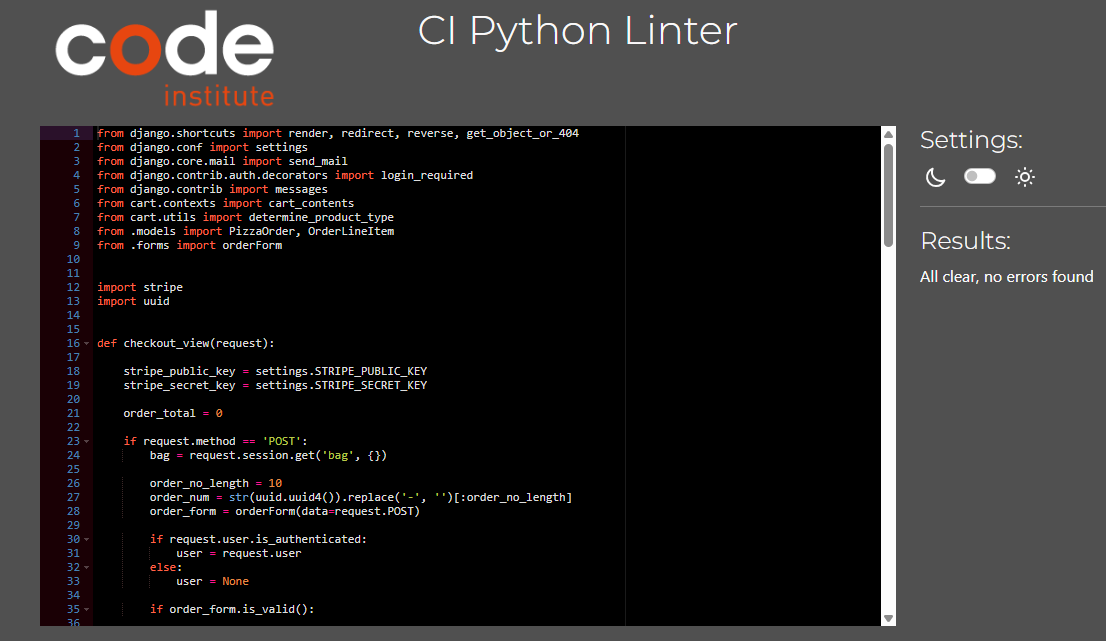 code
institute
CI Python Linter
1 from django.shortcuts import render, redirect, reverse, get_object_or_404
2 from django.conf import settings
3 from django.core.mail import send_mail
4 from django.contrib.auth.decorators import login_required
5 from django.contrib import messages
6 from cart.contexts import cart_contents
7 from cart.utils import determine_product_type
8 from .models import PizzaOrder, OrderLineItem
9 from .forms import orderForm
10
11
12 import stripe
13 import uuid
14
15
16 def checkout_view(request):
17
18     stripe_public_key = settings.STRIPE_PUBLIC_KEY
19     stripe_secret_key = settings.STRIPE_SECRET_KEY
20
21     order_total = 0
22
23     if request.method == 'POST':
24         bag = request.session.get('bag', {})
25
26         order_no_length = 10
27         order_num = str(uuid.uuid4()).replace('-', '')[:order_no_length]
28         order_form = orderForm(data=request.POST)
29
30         if request.user.is_authenticated:
31             user = request.user
32         else:
33             user = None
34
35         if order_form.is_valid():
36
Settings:
Results:
All clear, no errors found